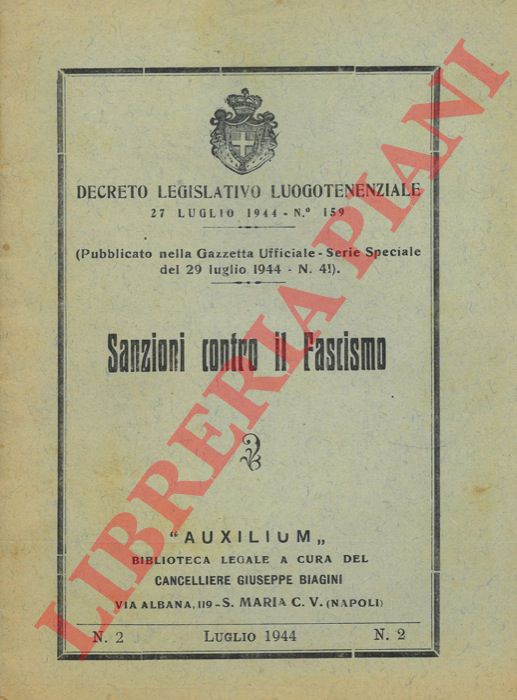 DECRETO LEGISLATIVO LUOGOTENENZIALE
27 LUGLIO 1944 - N.º 159
(Pubblicato nella Gazzetta Ufficiale - Serie Speciale
del 29 luglio 1944 - N. 41).
Sanzioni contro il Fascismo
"AUXILIUM„
BIBLIOTECA LEGALE A CURA DEL
CANCELLIERE GIUSEPPE BIAGINI
VIA ALBANA, 119 - S. MARIA C. V. (NAPOLI)
N. 2 LUGLIO 1944 N. 2
LIBRERIA PIANI